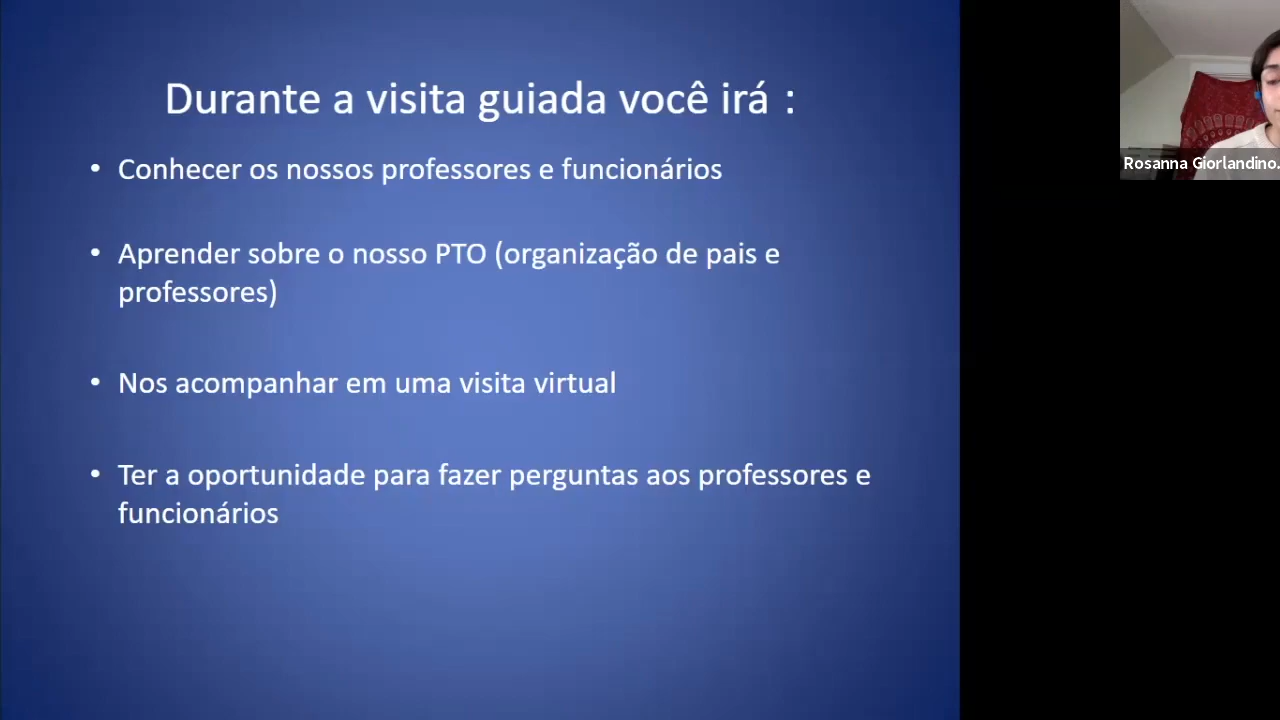 Durante a visita guiada você irá :
• Conhecer os nossos professores e funcionários
• Aprender sobre o nosso PTO (organização de pais e
professores)
• Nos acompanhar em uma visita virtual
• Ter a oportunidade para fazer perguntas aos professores e
funcionários
Rosanna Giorlandino.